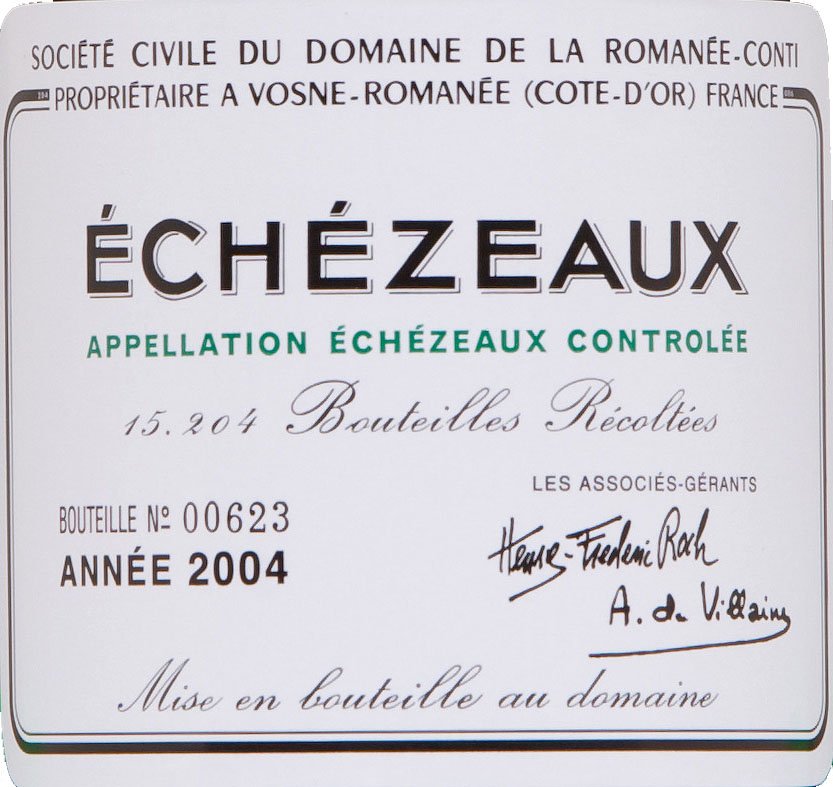 SOCIÉTÉ CIVILE DU DOMAINE DE LA ROMANÉE-CONTI
PROPRIÉTAIRE A VOSNE-ROMANÉE (COTE-D'OR) FRANCE
ÉCHÉZEAUX
APPELLATION ÉCHÉZEAUX CONTROLÉE
15.204 Bouteilles Récoltées
LES ASSOCIÉS-GÉRANTS
BOUTEILLE Nº 00623
Henry-Frédéric Roch
ANNÉE 2004
A. de Villaine
Mise en bouteille au domaine